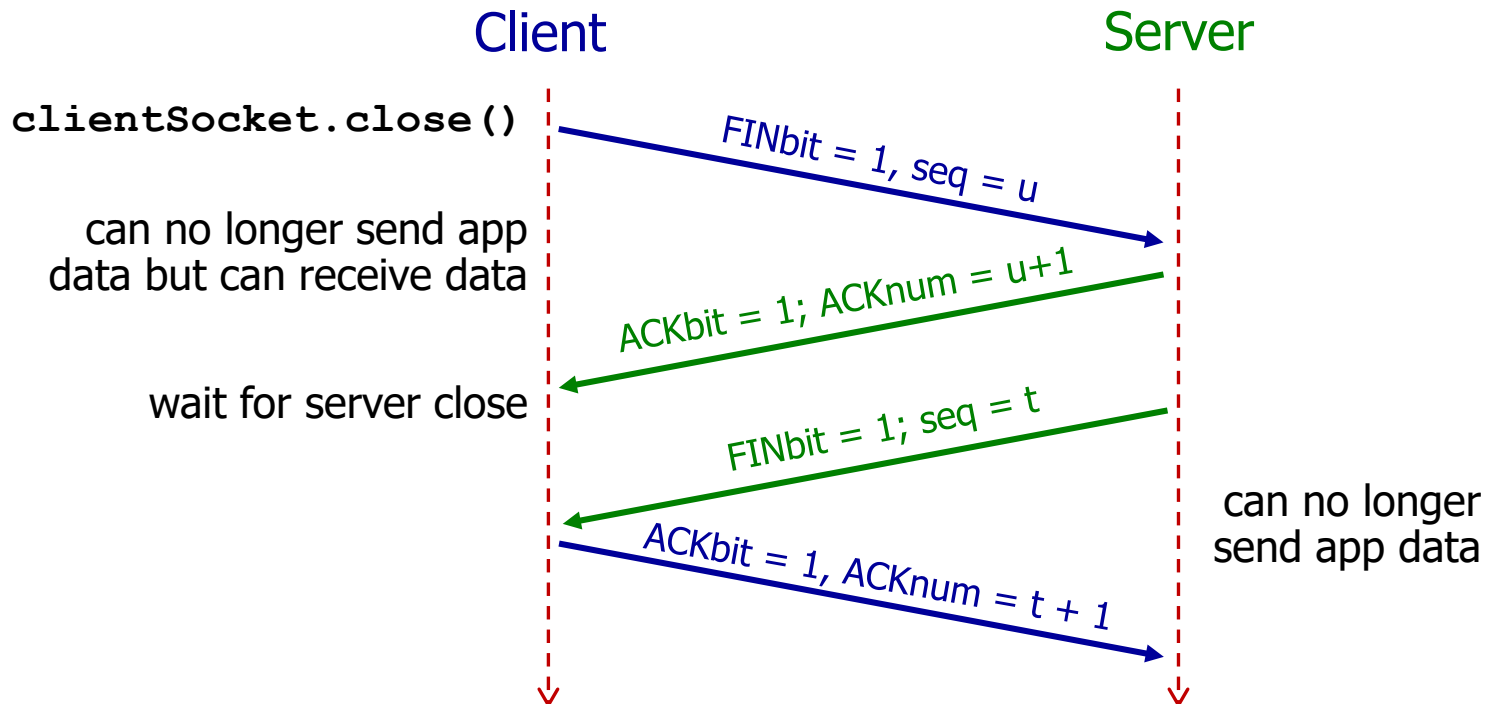 Client
Server
clientSocket.close()
FINbit = 1, seq = u
can no longer send app
data but can receive data
ACKbit = 1; ACKnum = u+1
wait for server close
FINbit = 1; seq = t
can no longer
send app data
ACKbit = 1, ACKnum = t + 1